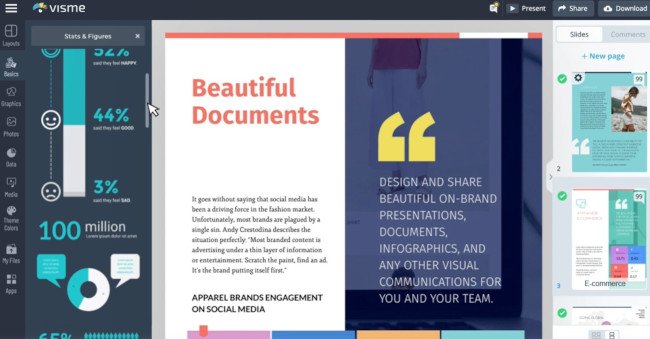 visme
Present
Share
Download
Layouts
Basics
Graphics
Photos
Data
Media
Theme
Colors
My Files
Apps
Stats & Figures
52%
said they feel HAPPY.
44%
said they feel GOOD.
3%
said they feel SAD
100 million
Lorem ipsum dolor sit amet
65%
Beautiful
Documents
It goes without saying that social media has
been a driving force in the fashion market.
Unfortunately, most brands are plagued by a
single sin. Andy Crestodina describes the
situation perfectly: "Most branded content is
advertising under a thin layer of information
or entertainment. Scratch the paint, find an ad.
It's the brand putting itself first."
APPAREL BRANDS ENGAGEMENT
ON SOCIAL MEDIA
DESIGN AND SHARE
BEAUTIFUL ON-BRAND
PRESENTATIONS,
DOCUMENTS,
INFOGRAPHICS, AND
ANY OTHER VISUAL
COMMUNICATIONS FOR
YOU AND YOUR TEAM.
Slides
Comments
+ New page
99
2
99
E-commerce
3